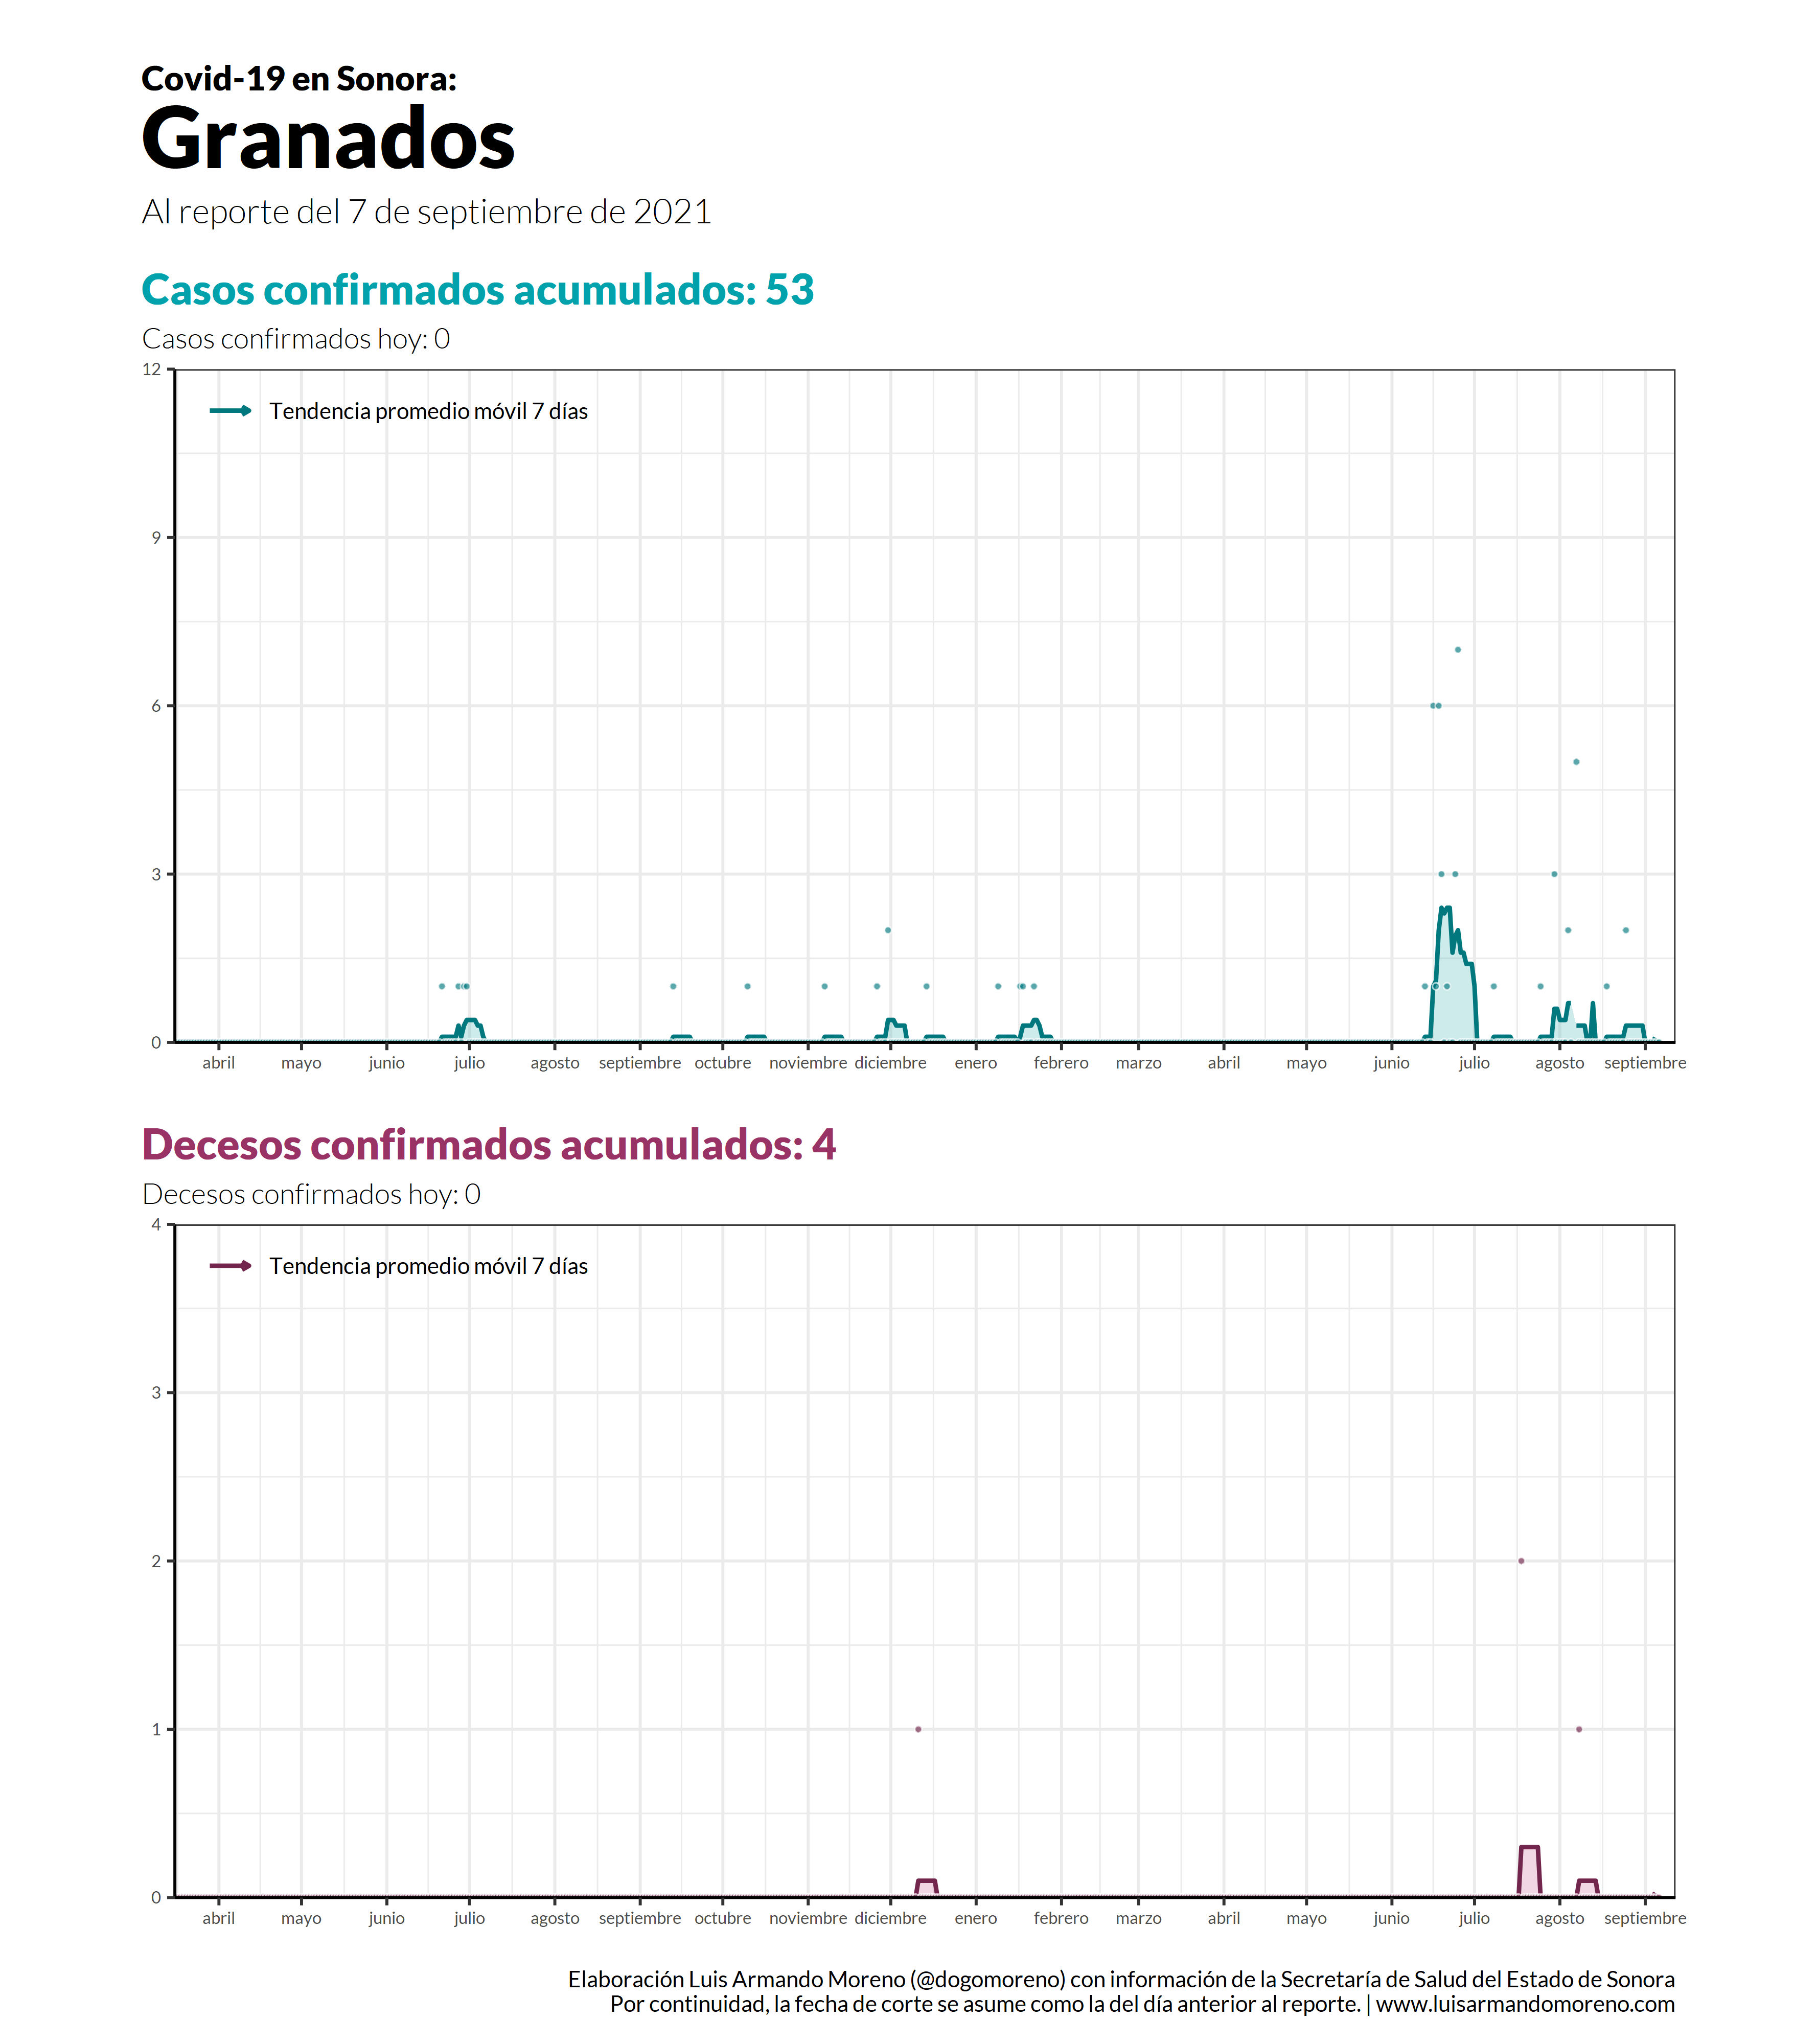 Covid-19 en Sonora:
Granados
Al reporte del 7 de septiembre de 2021
Casos confirmados acumulados: 53
Casos confirmados hoy: 0
12
Tendencia promedio móvil 7 días
9
6
3
0
abril mayo junio julio agosto septiembre octubre noviembre diciembre enero febrero marzo abril mayo junio julio agosto septiembre
Decesos confirmados acumulados: 4
Decesos confirmados hoy: 0
4
Tendencia promedio móvil 7 días
3
2
1
0
abril mayo junio julio agosto septiembre octubre noviembre diciembre enero febrero marzo abril mayo junio julio agosto septiembre
Elaboración Luis Armando Moreno (@dogomoreno) con información de la Secretaría de Salud del Estado de Sonora
Por continuidad, la fecha de corte se asume como la del día anterior al reporte. | www.luisarmandomoreno.com